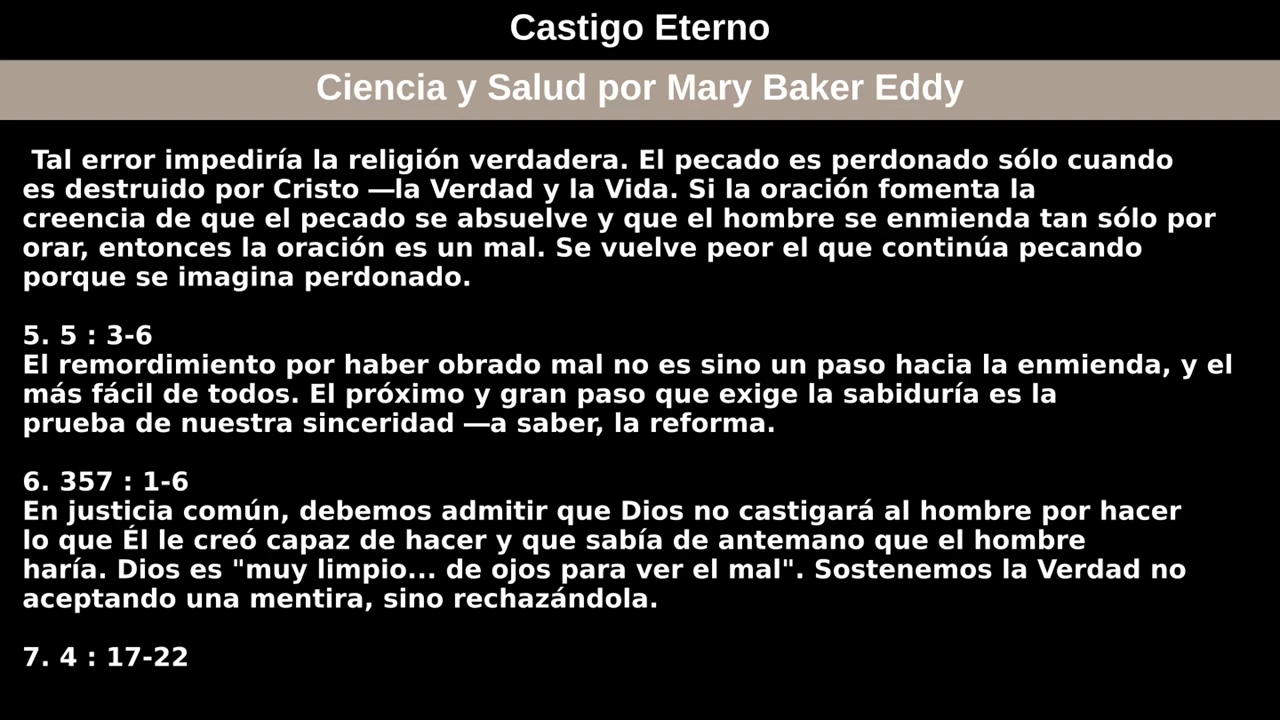 Castigo Eterno
Ciencia y Salud por Mary Baker Eddy
Tal error impediría la religión verdadera. El pecado es perdonado sólo cuando
es destruido por Cristo —la Verdad y la Vida. Si la oración fomenta la
creencia de que el pecado se absuelve y que el hombre se enmienda tan sólo por
orar, entonces la oración es un mal. Se vuelve peor el que continúa pecando
porque se imagina perdonado.
5. 5 : 3-6
El remordimiento por haber obrado mal no es sino un paso hacia la enmienda, y el
más fácil de todos. El próximo y gran paso que exige la sabiduría es la
prueba de nuestra sinceridad —a saber, la reforma.
6. 357 : 1-6
En justicia común, debemos admitir que Dios no castigará al hombre por hacer
lo que Él le creó capaz de hacer y que sabía de antemano que el hombre
haría. Dios es "muy limpio... de ojos para ver el mal". Sostenemos la Verdad no
aceptando una mentira, sino rechazándola.
7. 4 : 17-22